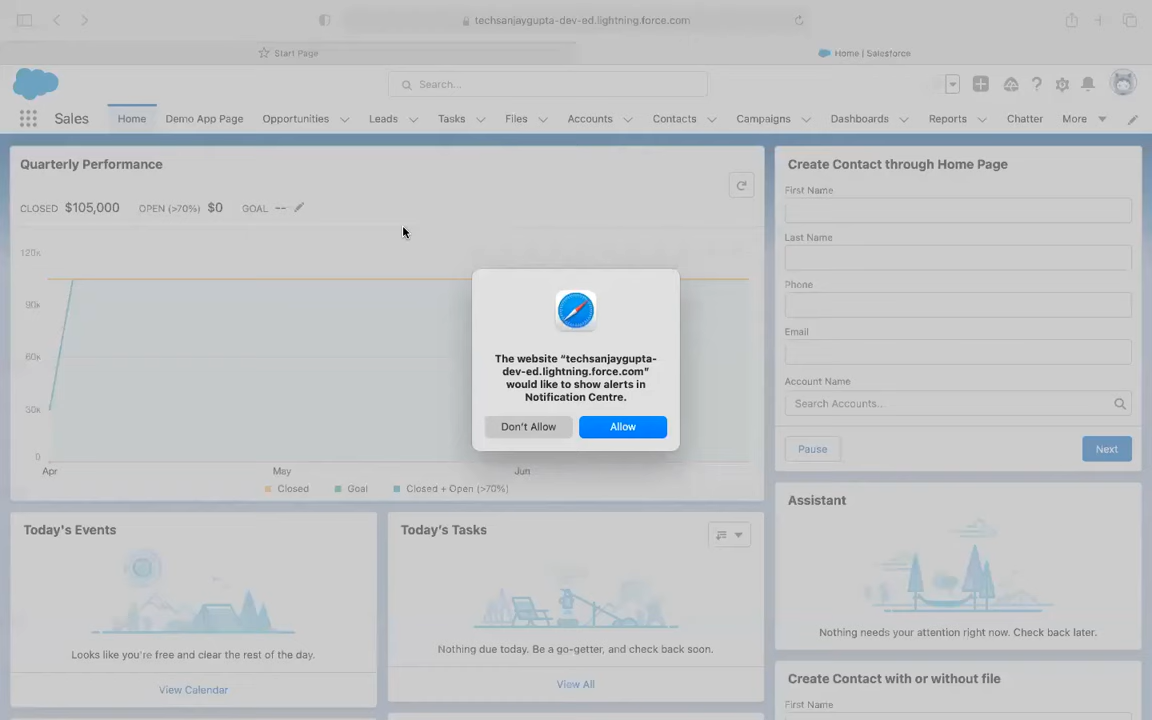 techsanjaygupta-dev-ed.lightning.force.com
Start Page
Home | Salesforce
Search...
Sales
Home
Demo App Page
Opportunities
Leads
Tasks
Files
Accounts
Contacts
Campaigns
Dashboards
Reports
Chatter
More
Quarterly Performance
CLOSED $105,000 OPEN (>70%) $0 GOAL --
120k
90k
60k
30k
0
Apr
May
Jun
Closed
Goal
Closed + Open (>70%)
The website “techsanjaygupta-
dev-ed.lightning.force.com”
would like to show alerts in
Notification Centre.
Don't Allow
Allow
Create Contact through Home Page
First Name
Last Name
Phone
Email
Account Name
Search Accounts...
Pause
Next
Today's Events
Looks like you're free and clear the rest of the day.
View Calendar
Today's Tasks
Nothing due today. Be a go-getter, and check back soon.
View All
Assistant
Nothing needs your attention right now. Check back later.
Create Contact with or without file
First Name